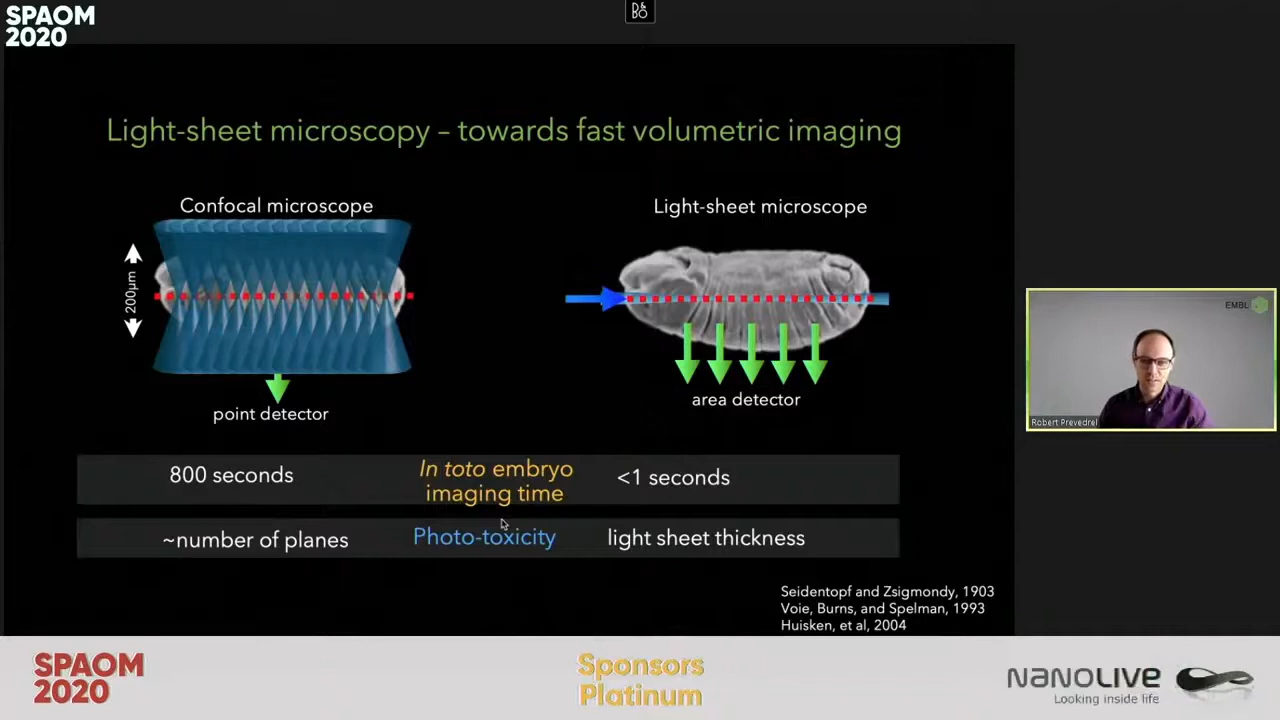 SPAOM
2020
B&O
Light-sheet microscopy – towards fast volumetric imaging
Confocal microscope
Light-sheet microscope
200µm
point detector
area detector
800 seconds
In toto embryo
imaging time
<1 seconds
~number of planes
Photo-toxicity
light sheet thickness
Seidentopf and Zsigmondy, 1903
Voie, Burns, and Spelman, 1993
Huisken, et al, 2004
EMBL
Robert Prevedrel
SPAOM
2020
Sponsors
Platinum
NANOLIVE
Looking inside life